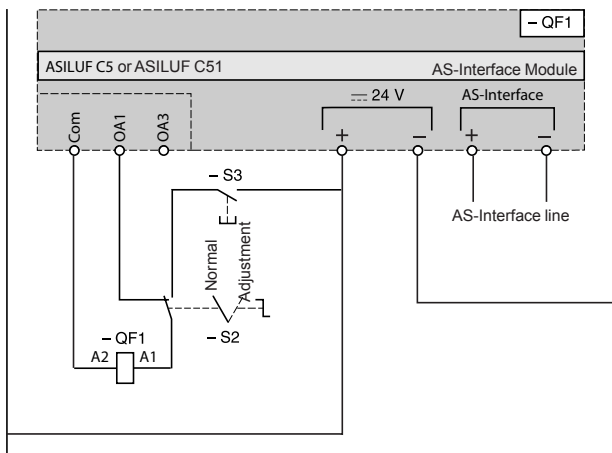 – QF1
ASILUF C5 or ASILUF C51 AS-Interface Module
24 V AS-Interface
Com OA1 OA3 + – + –
– S3
AS-Interface line
Normal Adjustment
– QF1 – S2
A2 A1